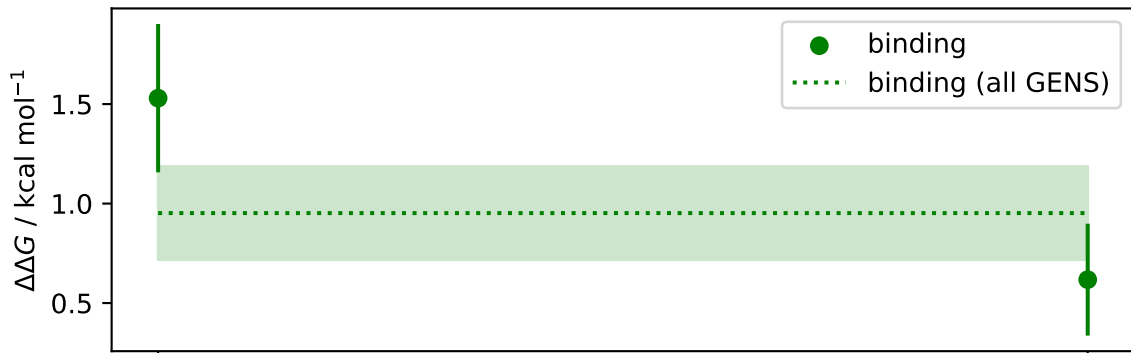 binding
binding (all GENS)
ΔΔG / kcal mol⁻¹
1.5
1.0
0.5